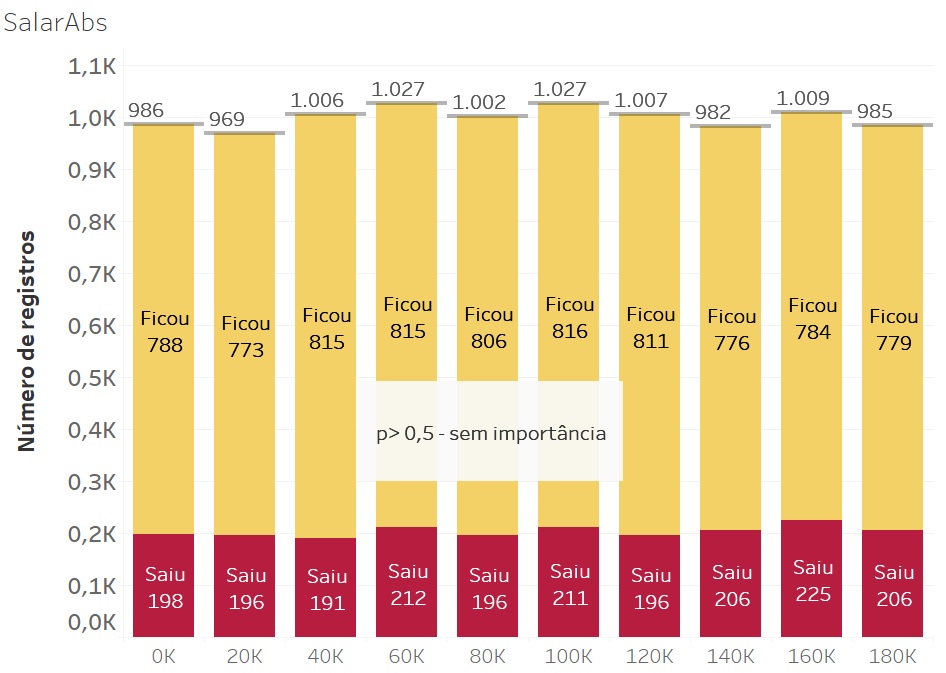 SalarAbs
1,1K
1,0K
0,9K
0,8K
0,7K
0,6K
0,5K
0,4K
0,3K
0,2K
0,1K
0,0K
Número de registros
986
969
1.006
1.027
1.002
1.027
1.007
982
1.009
985
Ficou
788
Ficou
773
Ficou
815
Ficou
815
Ficou
806
Ficou
816
Ficou
811
Ficou
776
Ficou
784
Ficou
779
p> 0,5 - sem importância
Saiu
198
Saiu
196
Saiu
191
Saiu
212
Saiu
196
Saiu
211
Saiu
196
Saiu
206
Saiu
225
Saiu
206
0K
20K
40K
60K
80K
100K
120K
140K
160K
180K